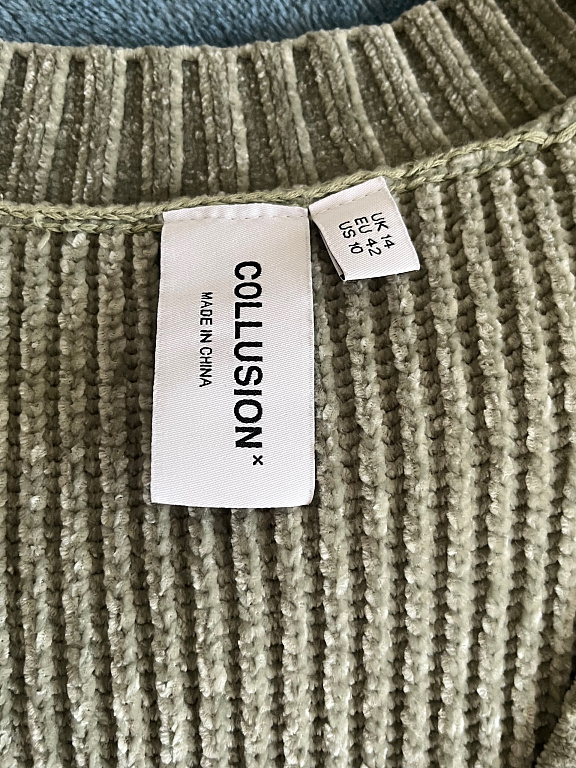 COLLUSION×
MADE IN CHINA
UK 14
EU 42
US 10